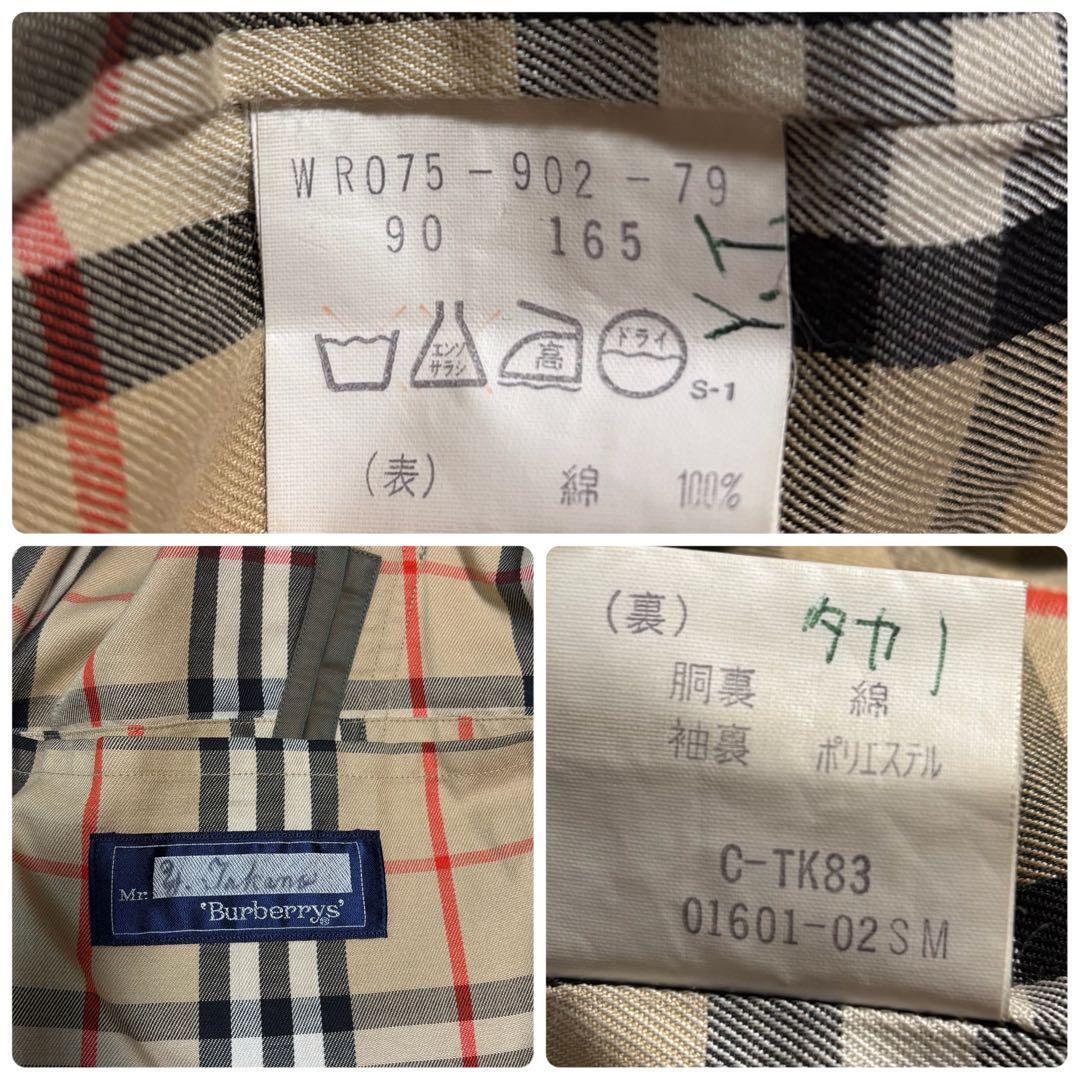 WR075-902-79
90 165
エンソ
サラシ
高
ドライ
S-1
(表) 綿 100%
Mr. Y. Takano
'Burberrys'®
(裏) タカノ
胴裏 綿
袖裏 ポリエステル
C-TK83
01601-02SM